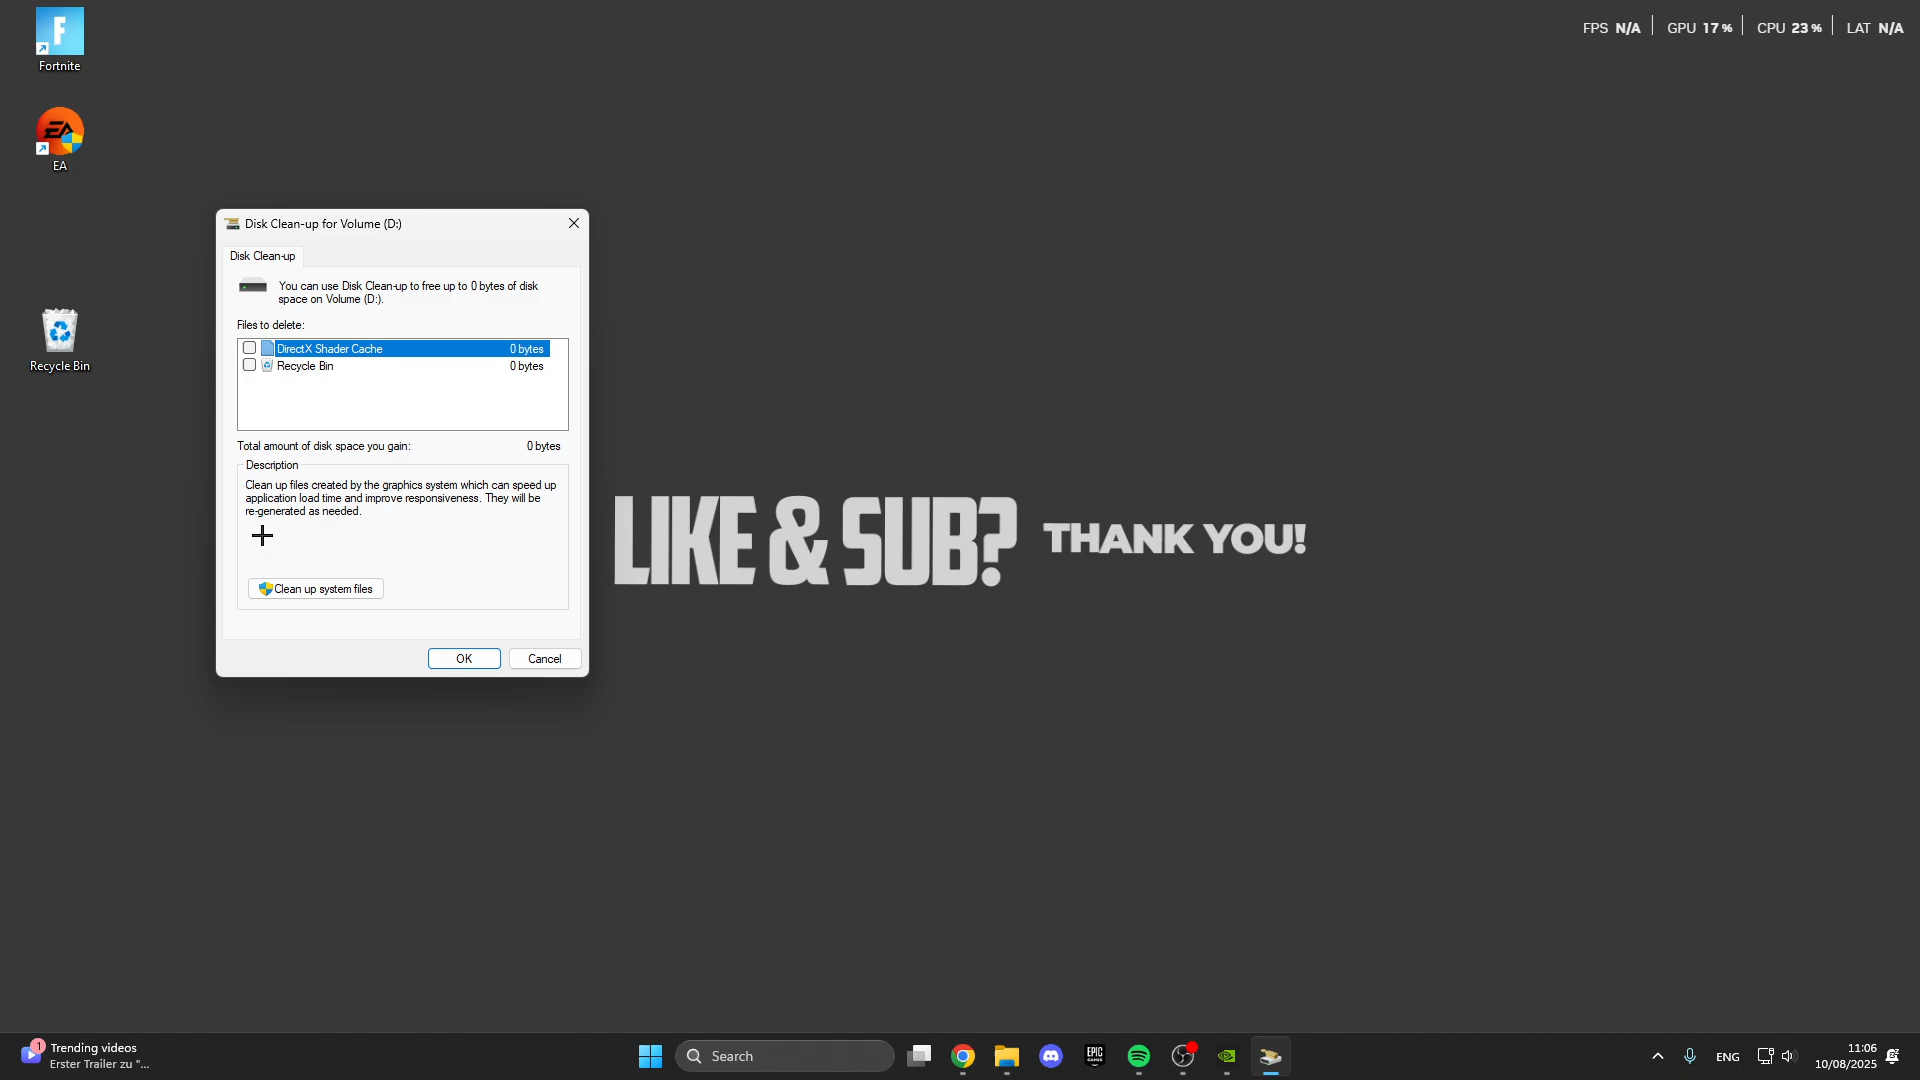 Fortnite
FPS N/A
GPU 17 %
CPU 23 %
LAT N/A
EA
EA
Disk Clean-up for Volume (D:)
Disk Clean-up
You can use Disk Clean-up to free up to 0 bytes of disk
space on Volume (D:).
Files to delete:
DirectX Shader Cache 0 bytes
Recycle Bin 0 bytes
Total amount of disk space you gain: 0 bytes
Description
Clean up files created by the graphics system which can speed up
application load time and improve responsiveness. They will be
re-generated as needed.
Clean up system files
OK
Cancel
Recycle Bin
LIKE & SUB? THANK YOU!
1
Trending videos
Erster Trailer zu "...
Search
EPIC
GAMES
ENG
11:06
10/08/2025